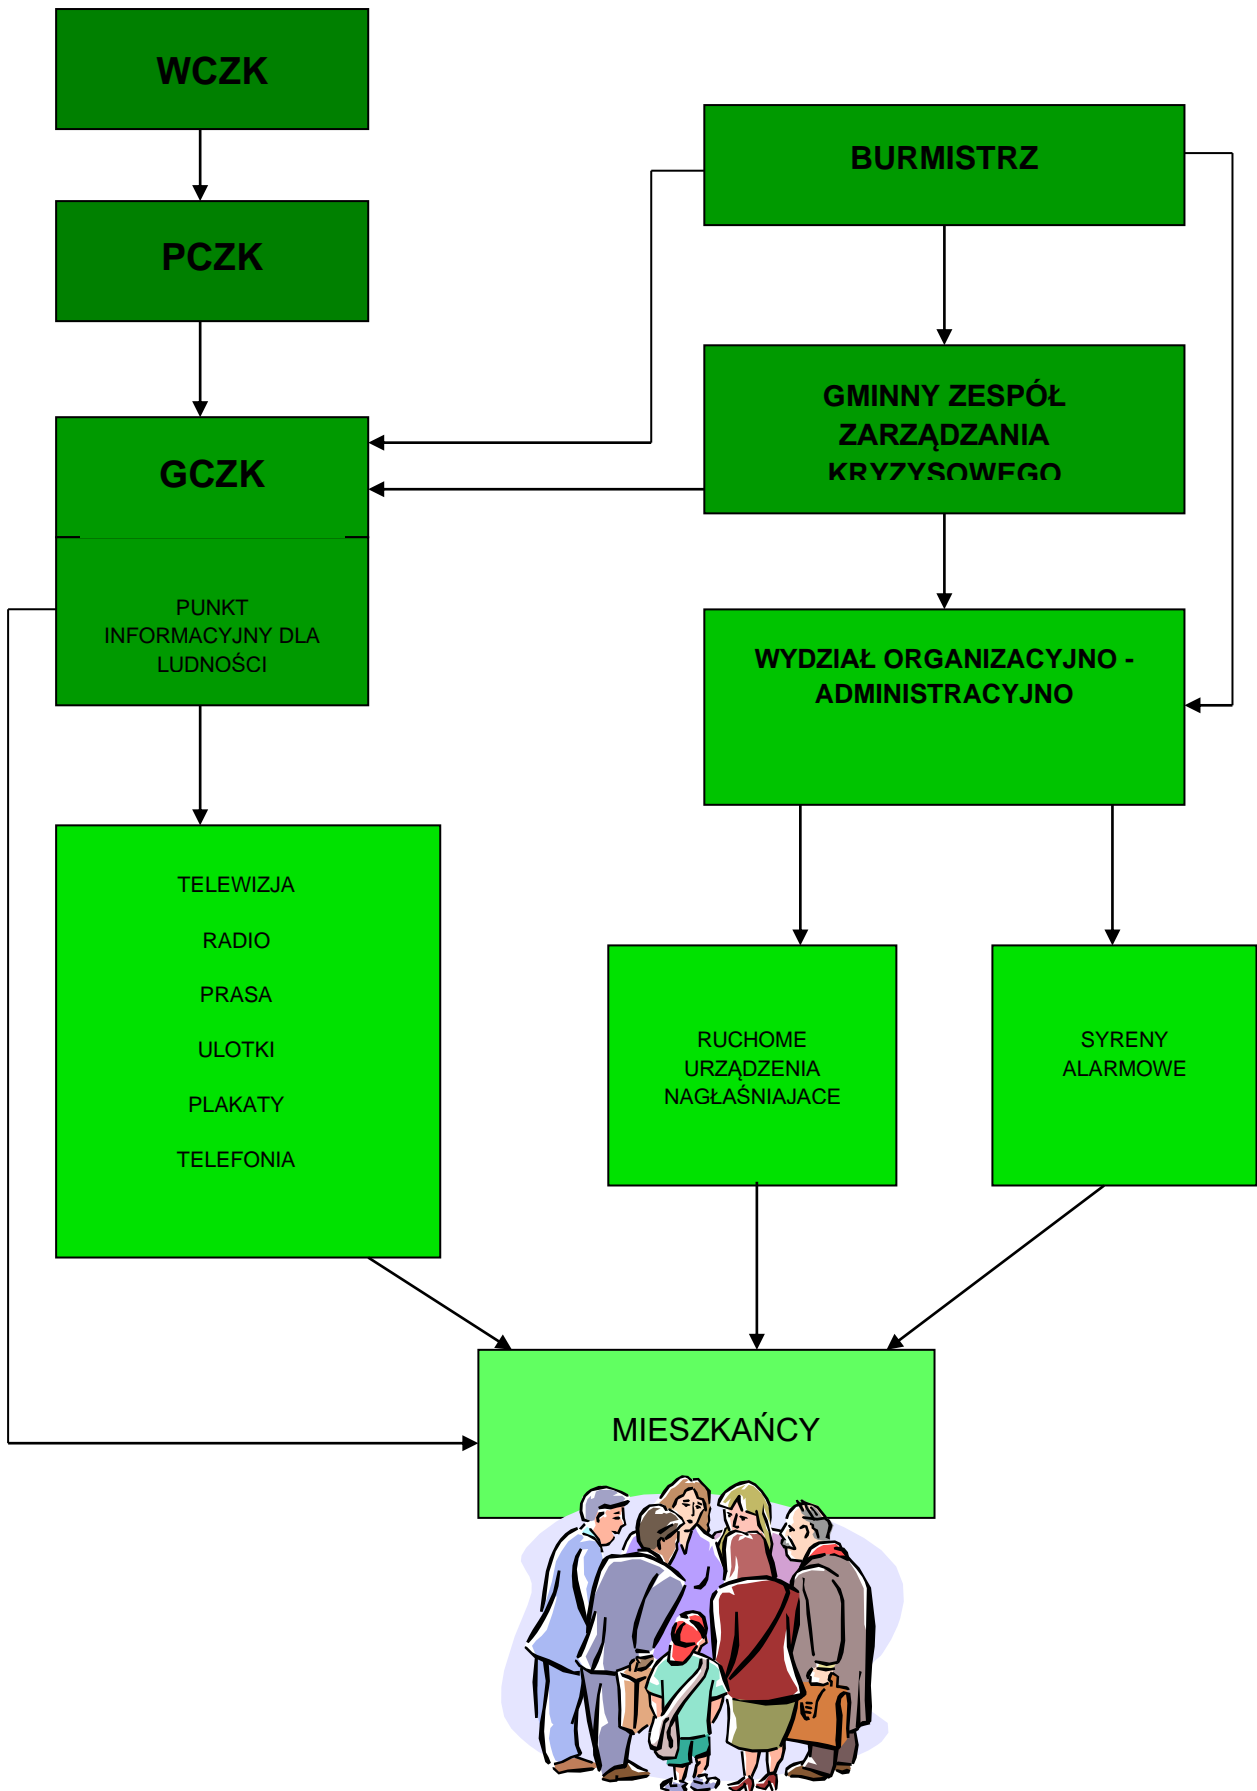 WCZK
BURMISTRZ
PCZK
GMINNY ZESPÓŁ
ZARZĄDZANIA
KRYZYSOWEGO
GCZK
PUNKT
INFORMACYJNY DLA
LUDNOŚCI
WYDZIAŁ ORGANIZACYJNO -
ADMINISTRACYJNO
TELEWIZJA
RADIO
PRASA
ULOTKI
PLAKATY
TELEFONIA
RUCHOME
URZĄDZENIA
NAGŁAŚNIAJACE
SYRENY
ALARMOWE
MIESZKAŃCY